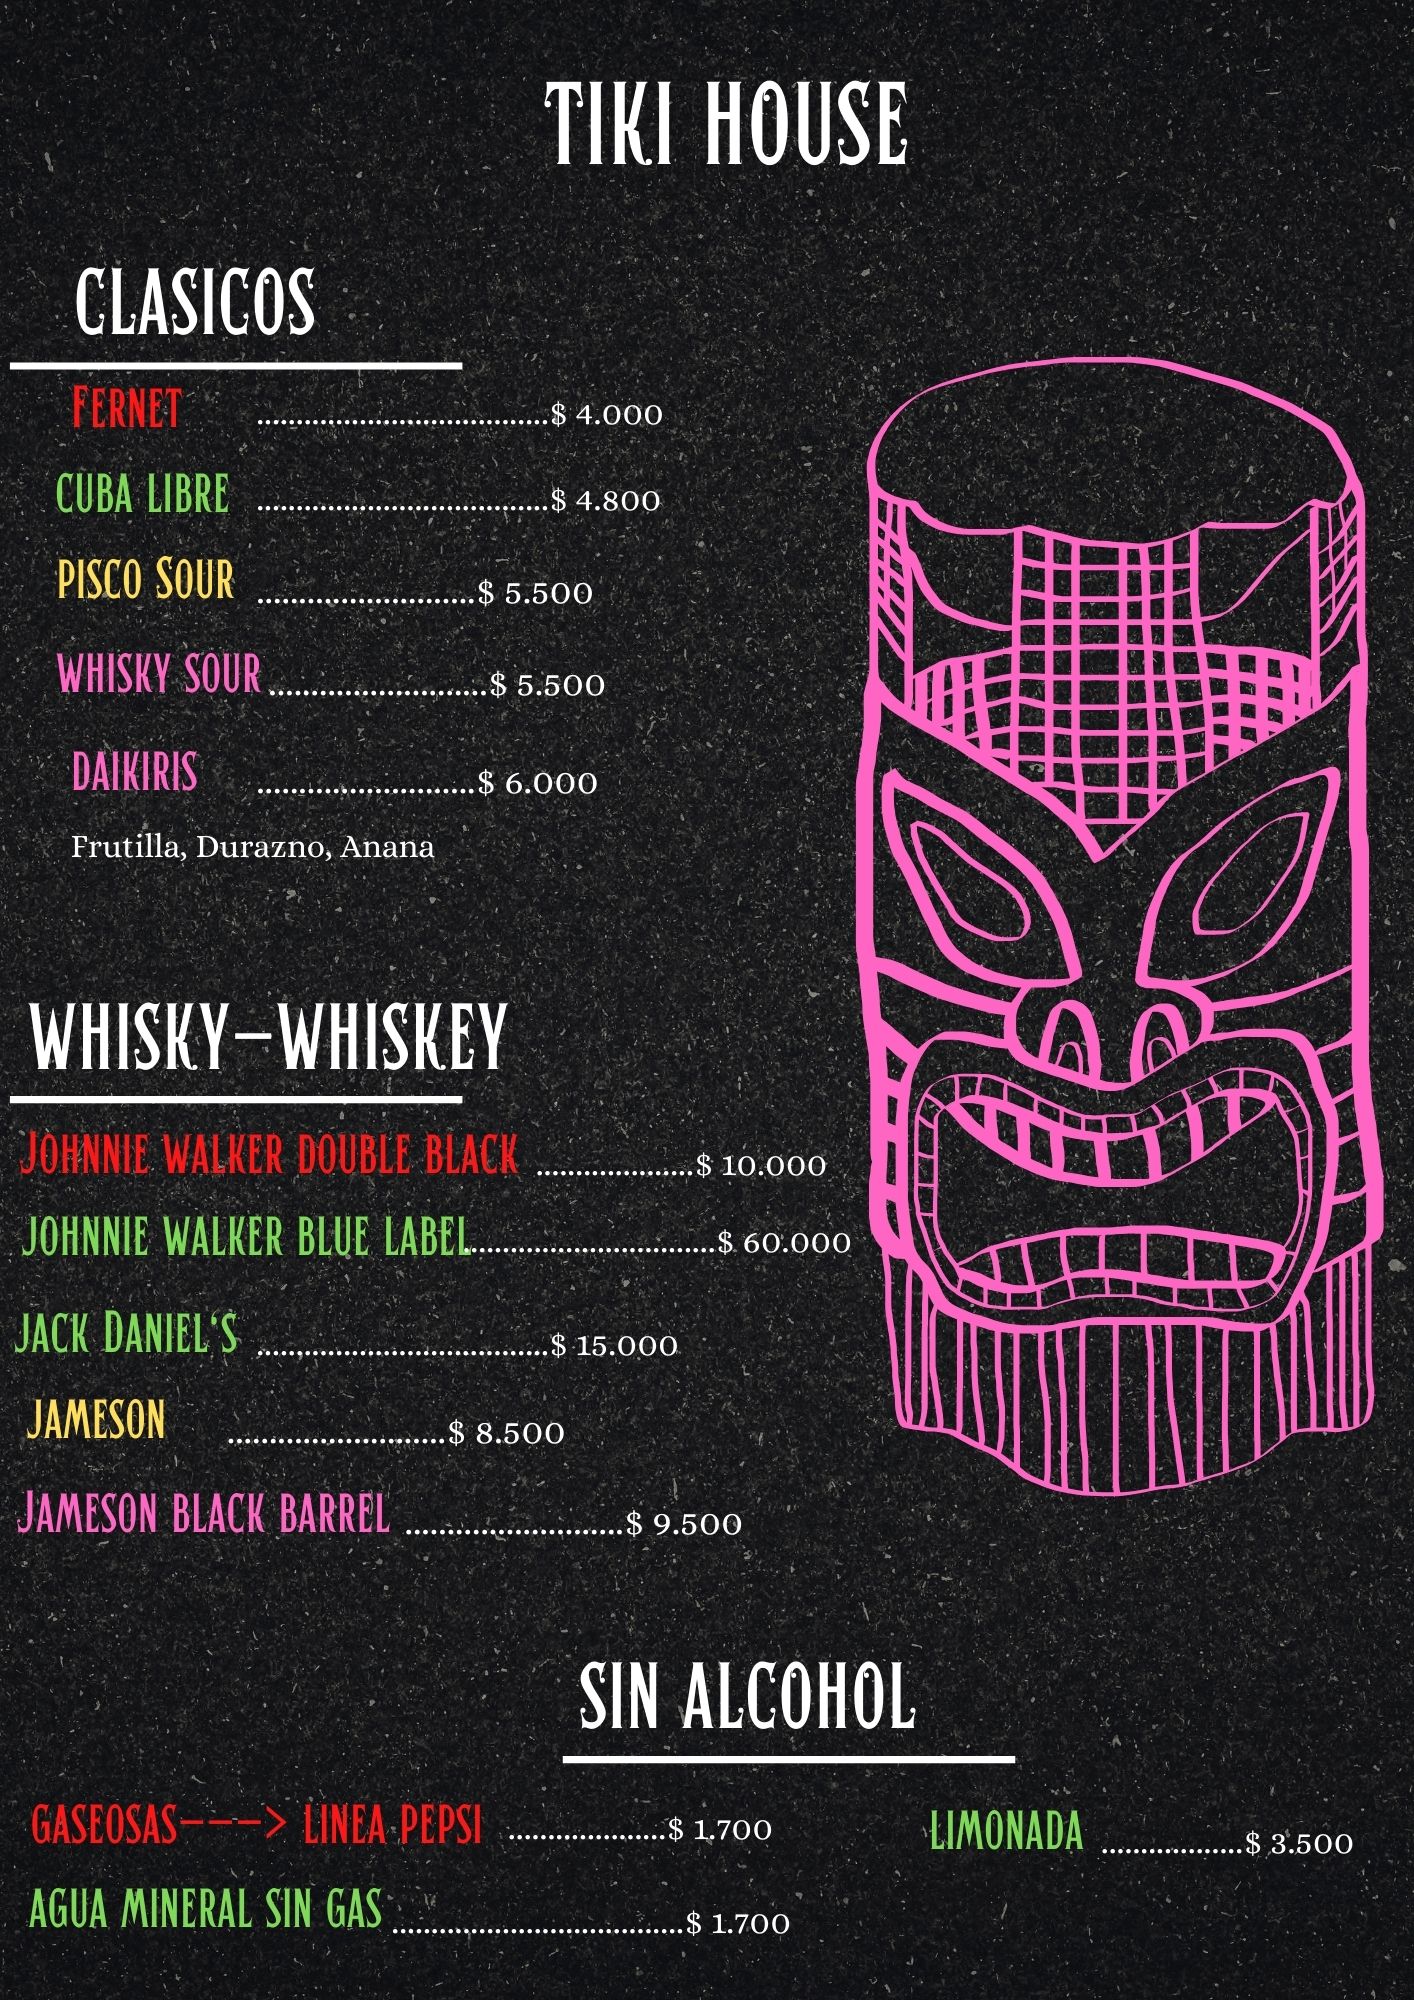 TIKI HOUSE
CLASICOS
FERNET ...................................$ 4.000
CUBA LIBRE ...................................$ 4.800
PISCO SOUR ..........................$ 5.500
WHISKY SOUR ..........................$ 5.500
DAIKIRIS ..........................$ 6.000
Frutilla, Durazno, Anana
WHISKY-WHISKEY
JOHNNIE WALKER DOUBLE BLACK ...................$ 10.000
JOHNNIE WALKER BLUE LABEL ..............................$ 60.000
JACK DANIEL'S ...................................$ 15.000
JAMESON ..........................$ 8.500
JAMESON BLACK BARREL ..........................$ 9.500
SIN ALCOHOL
GASEOSAS---> LINEA PEPSI ...................$ 1.700
LIMONADA .................$ 3.500
AGUA MINERAL SIN GAS ...................................$ 1.700